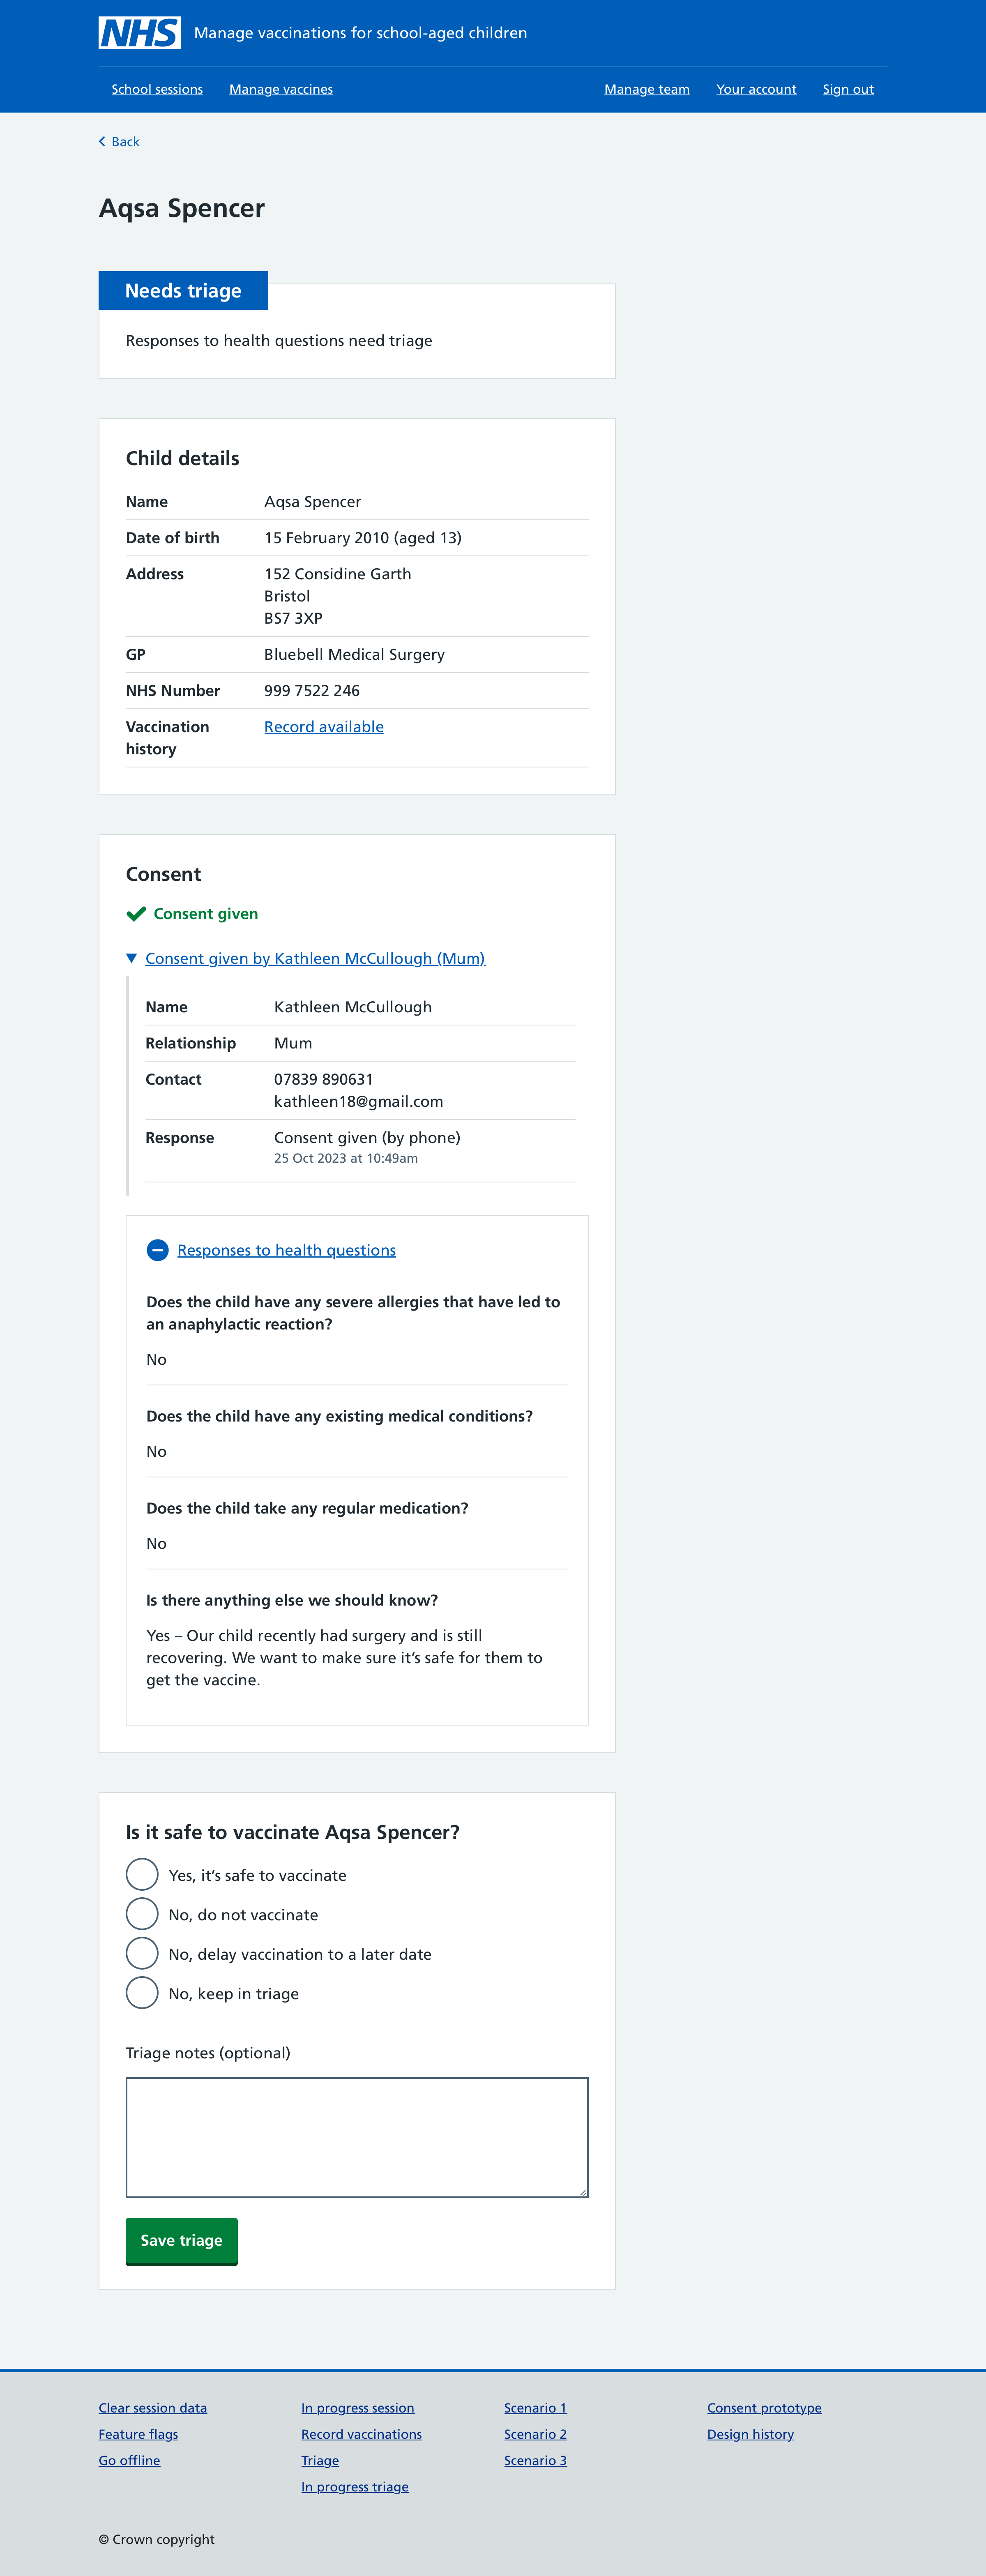 NHS Manage vaccinations for school-aged children
School sessions Manage vaccines Manage team Your account Sign out
Back
Aqsa Spencer
Needs triage
Responses to health questions need triage
Child details
Name Aqsa Spencer
Date of birth 15 February 2010 (aged 13)
Address 152 Considine Garth
Bristol
BS7 3XP
GP Bluebell Medical Surgery
NHS Number 999 7522 246
Vaccination Record available
history
Consent
Consent given
Consent given by Kathleen McCullough (Mum)
Name Kathleen McCullough
Relationship Mum
Contact 07839 890631
kathleen18@gmail.com
Response Consent given (by phone)
25 Oct 2023 at 10:49am
Responses to health questions
Does the child have any severe allergies that have led to
an anaphylactic reaction?
No
Does the child have any existing medical conditions?
No
Does the child take any regular medication?
No
Is there anything else we should know?
Yes – Our child recently had surgery and is still
recovering. We want to make sure it’s safe for them to
get the vaccine.
Is it safe to vaccinate Aqsa Spencer?
Yes, it’s safe to vaccinate
No, do not vaccinate
No, delay vaccination to a later date
No, keep in triage
Triage notes (optional)
Save triage
Clear session data In progress session Scenario 1 Consent prototype
Feature flags Record vaccinations Scenario 2 Design history
Go offline Triage Scenario 3
In progress triage
© Crown copyright